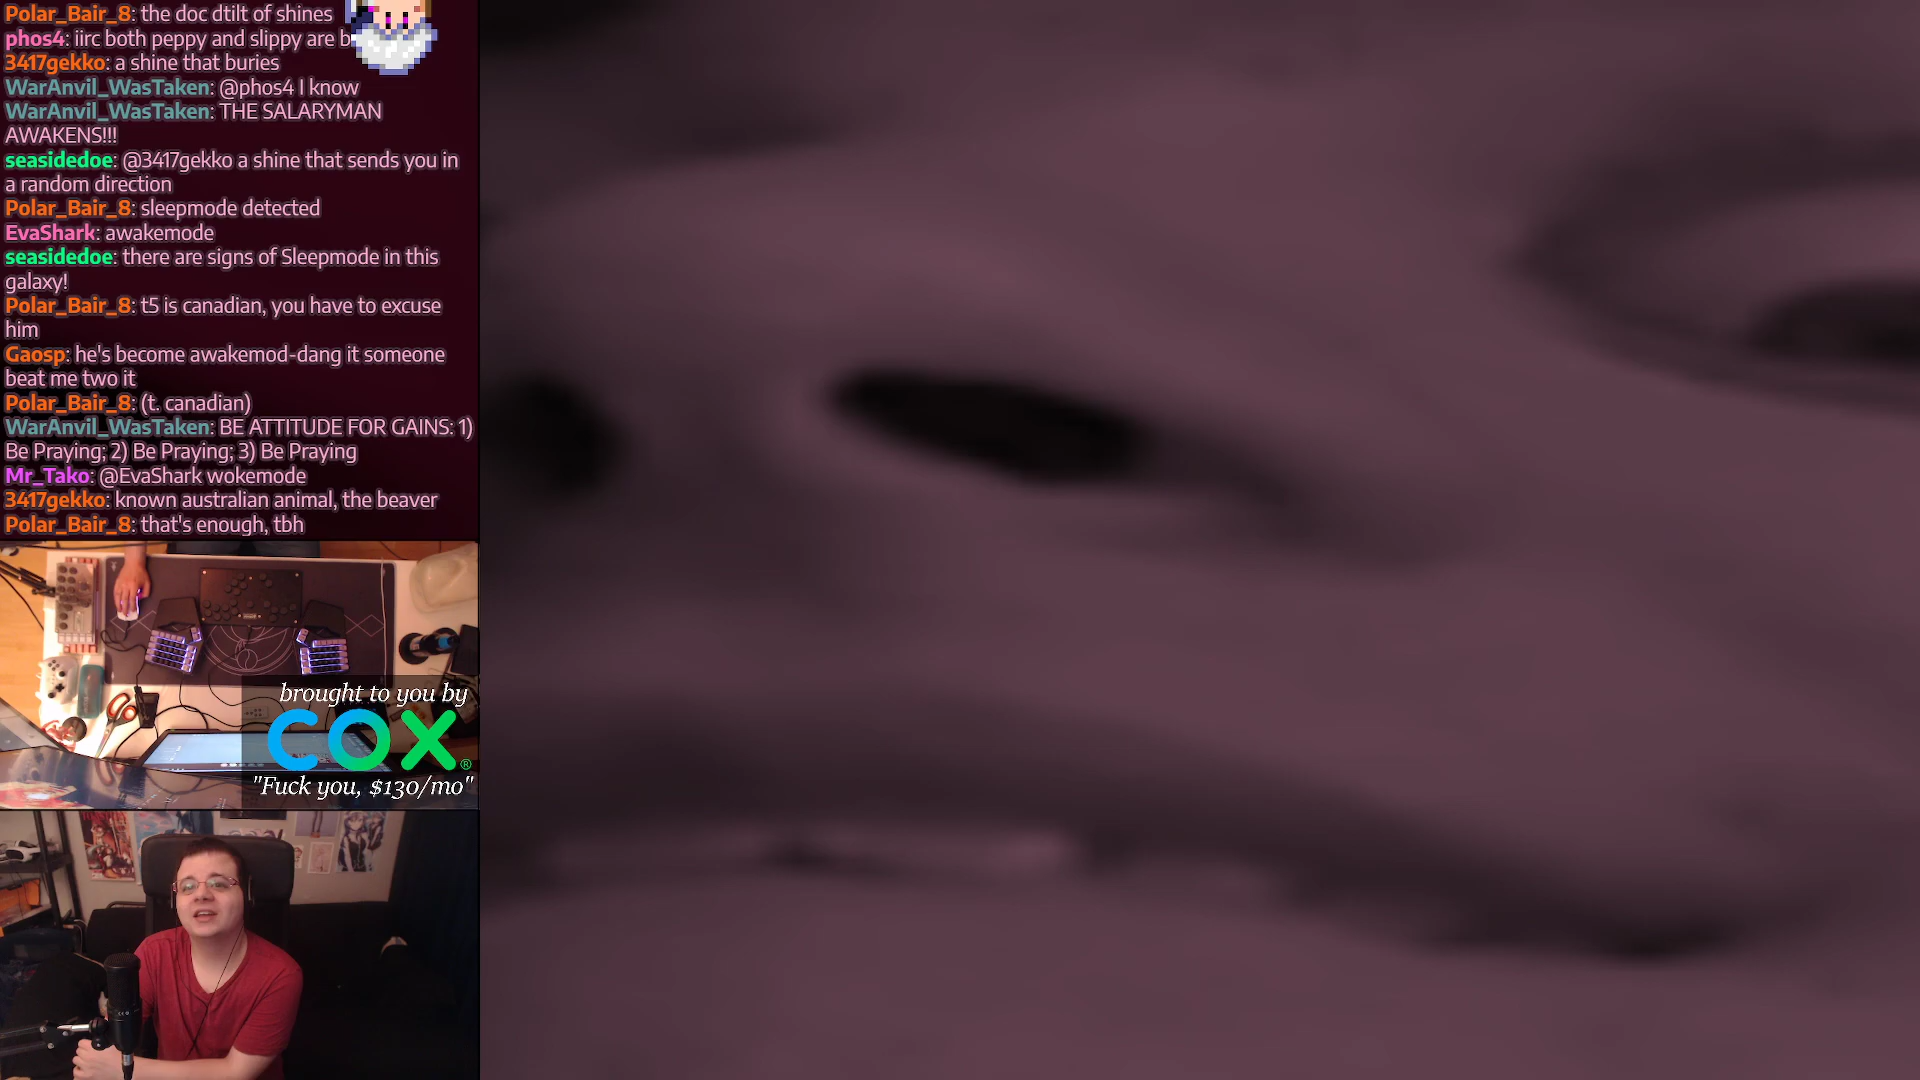 Polar_Bair_8: the doc dtilt of shines
phos4: iirc both peppy and slippy are b
3417gekko: a shine that buries
WarAnvil_WasTaken: @phos4 I know
WarAnvil_WasTaken: THE SALARYMAN
AWAKENS!!!
seasidedoe: @3417gekko a shine that sends you in
a random direction
Polar_Bair_8: sleepmode detected
EvaShark: awakemode
seasidedoe: there are signs of Sleepmode in this
galaxy!
Polar_Bair_8: t5 is canadian, you have to excuse
him
Gaosp: he's become awakemod-dang it someone
beat me two it
Polar_Bair_8: (t. canadian)
WarAnvil_WasTaken: BE ATTITUDE FOR GAINS: 1)
Be Praying; 2) Be Praying; 3) Be Praying
Mr_Tako: @EvaShark wokemode
3417gekko: known australian animal, the beaver
Polar_Bair_8: that's enough, tbh
brought to you by
COX®
"Fuck you, $130/mo"